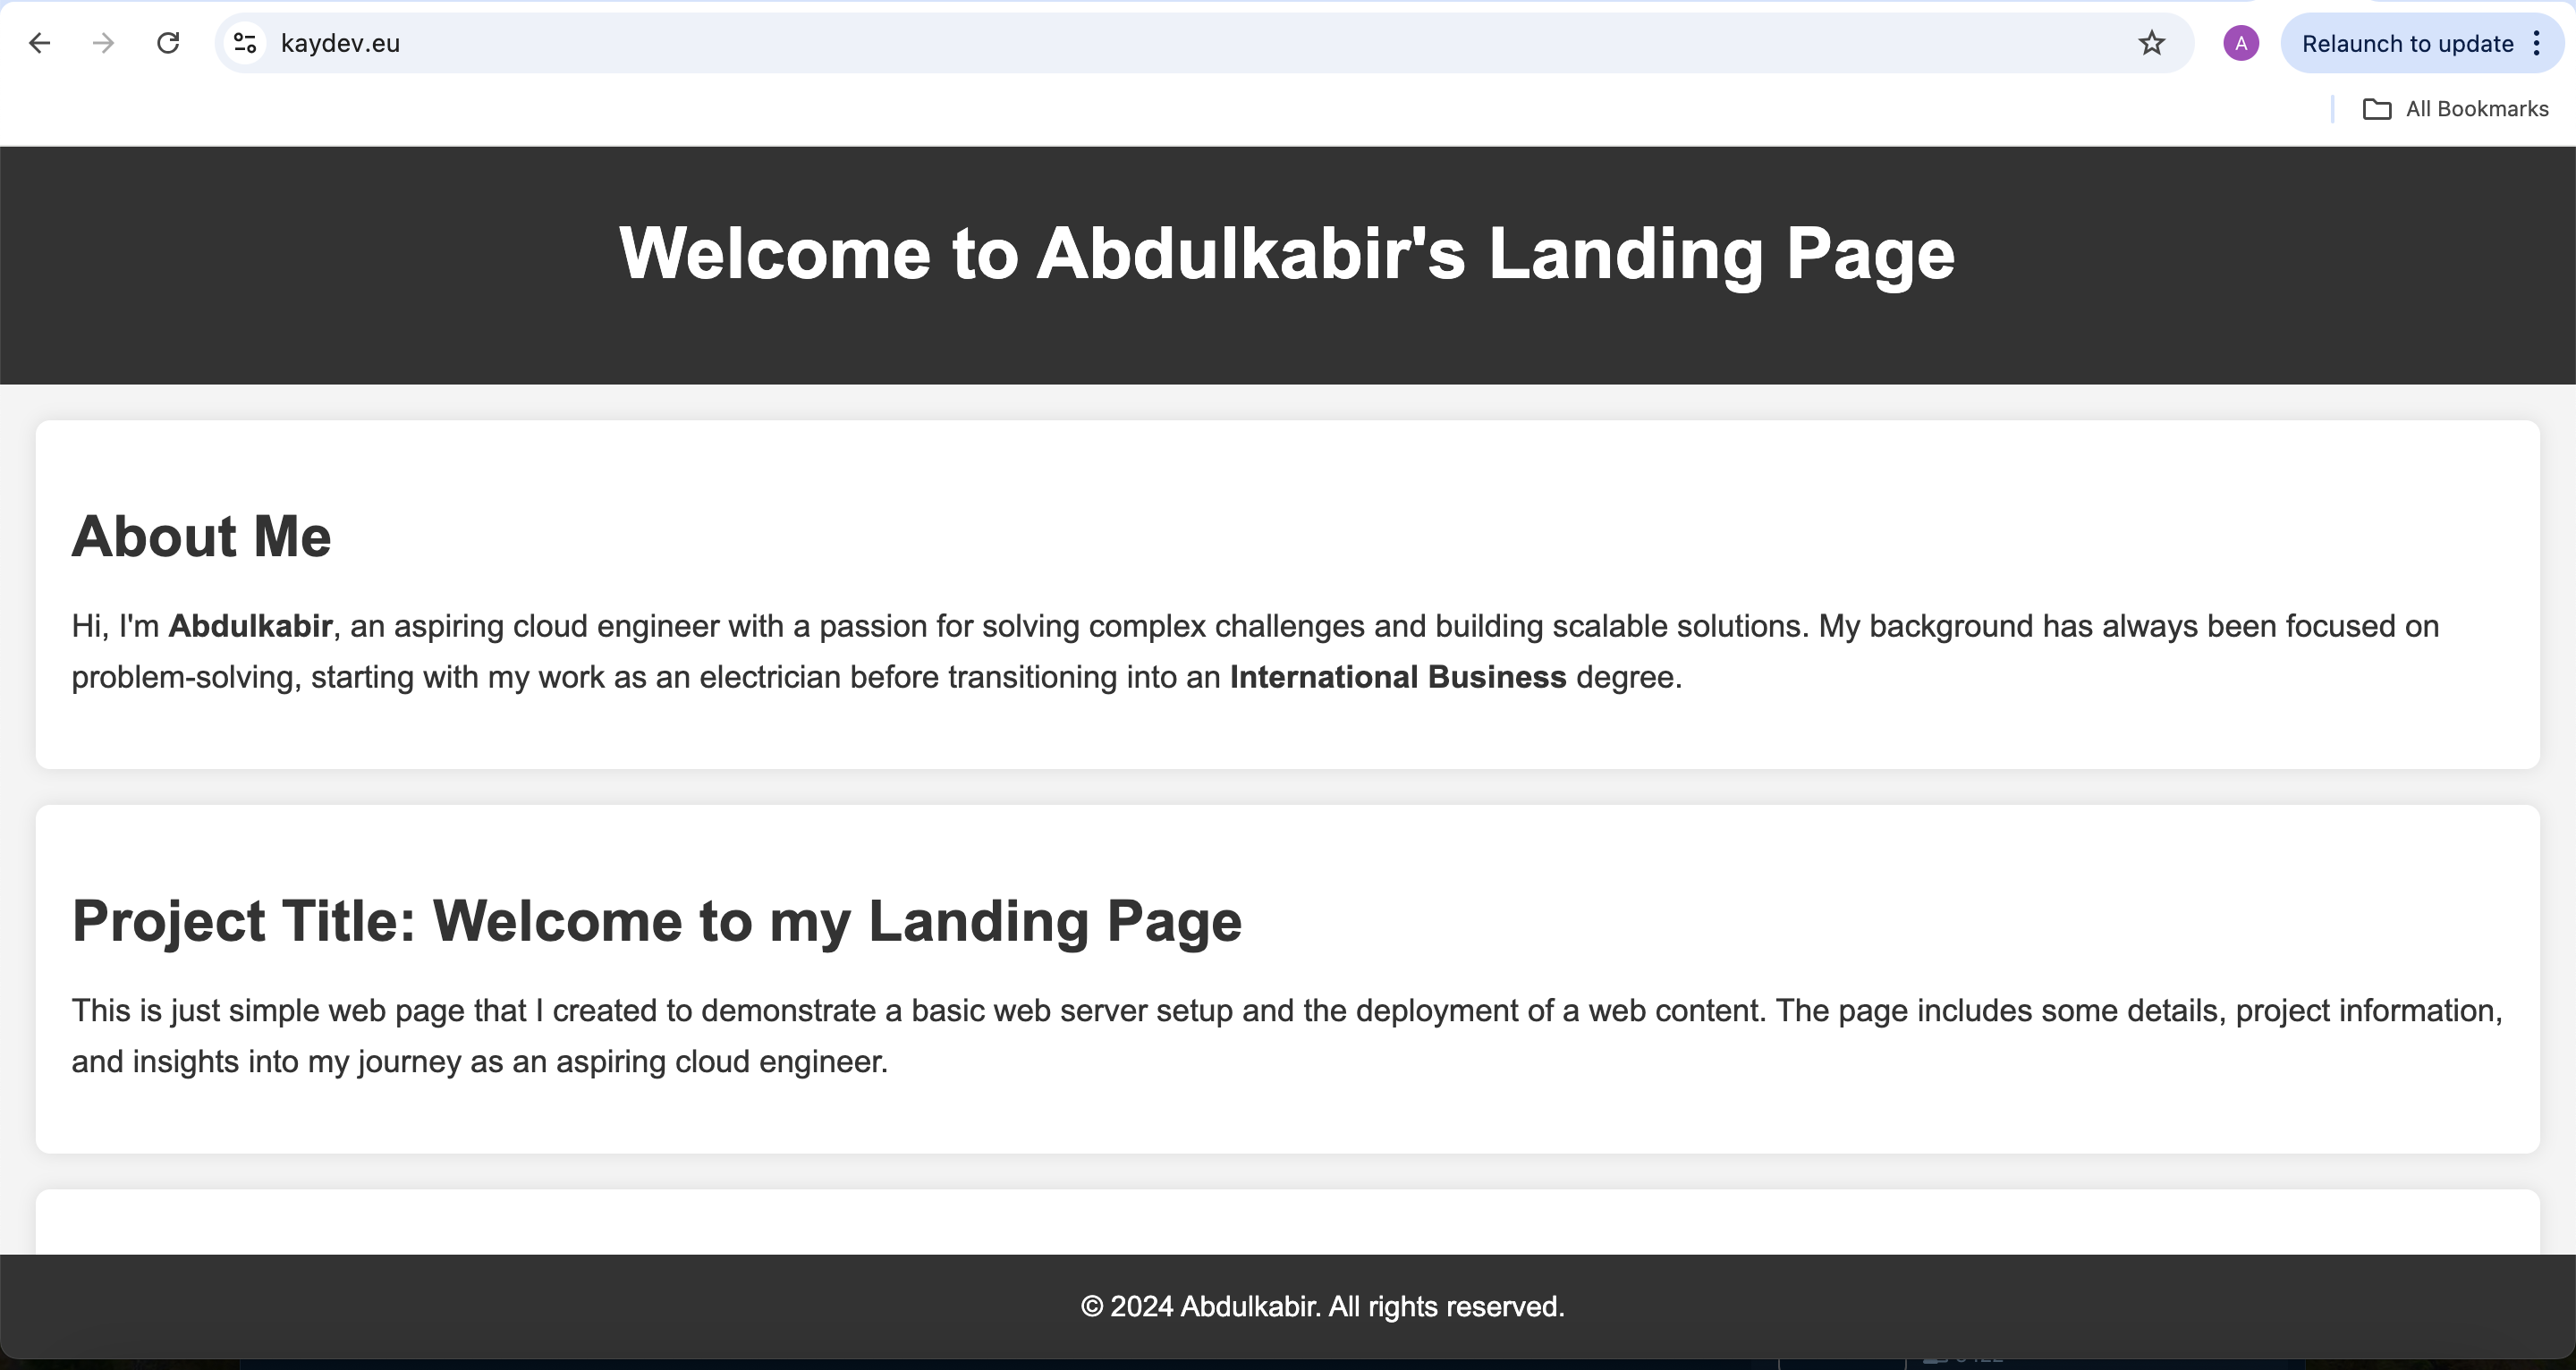 kaydev.eu
A
Relaunch to update
All Bookmarks
Welcome to Abdulkabir's Landing Page
About Me
Hi, I'm Abdulkabir, an aspiring cloud engineer with a passion for solving complex challenges and building scalable solutions. My background has always been focused on
problem-solving, starting with my work as an electrician before transitioning into an International Business degree.
Project Title: Welcome to my Landing Page
This is just simple web page that I created to demonstrate a basic web server setup and the deployment of a web content. The page includes some details, project information,
and insights into my journey as an aspiring cloud engineer.
© 2024 Abdulkabir. All rights reserved.